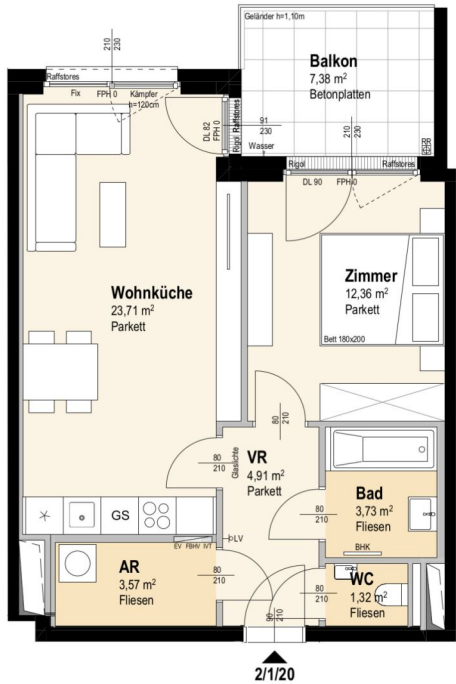 Geländer h=1,10m
Balkon
7,38 m²
Betonplatten
210
230
Raffstores
Fix
FPH 0
Kämpfer
h=120cm
DL 82
FPH 0
Rigol Raffstores
91
230
Wasser
210
230
Rigol
Raffstores
DL 90
FPH 0
Wohnküche
23,71 m²
Parkett
Zimmer
12,36 m²
Parkett
Bett 180x200
80
210
Glaslichte
80
210
VR
4,91 m²
Parkett
Bad
3,73 m²
Fliesen
80
210
BHK
GS
EV FBHV IVT
LV
AR
3,57 m²
Fliesen
80
210
WC
1,32 m²
Fliesen
80
210
90
210
2/1/20